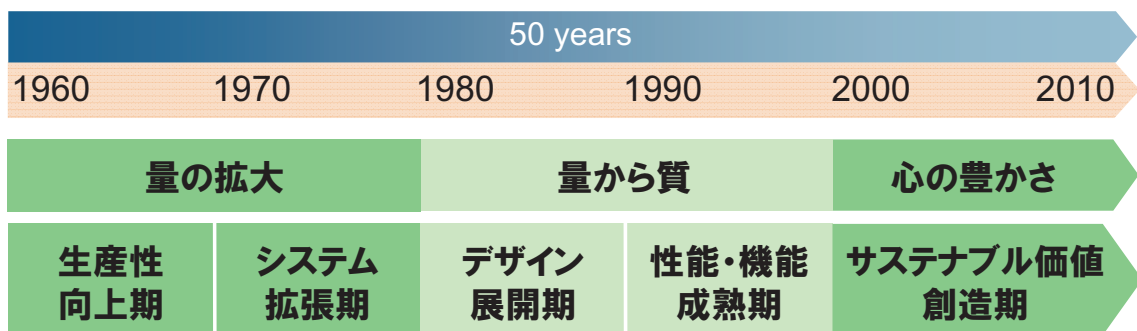 50 years
1960 1970 1980 1990 2000 2010
量の拡大 量から質 心の豊かさ
生産性 システム デザイン 性能・機能 サステナブル価値
向上期 拡張期 展開期 成熟期 創造期